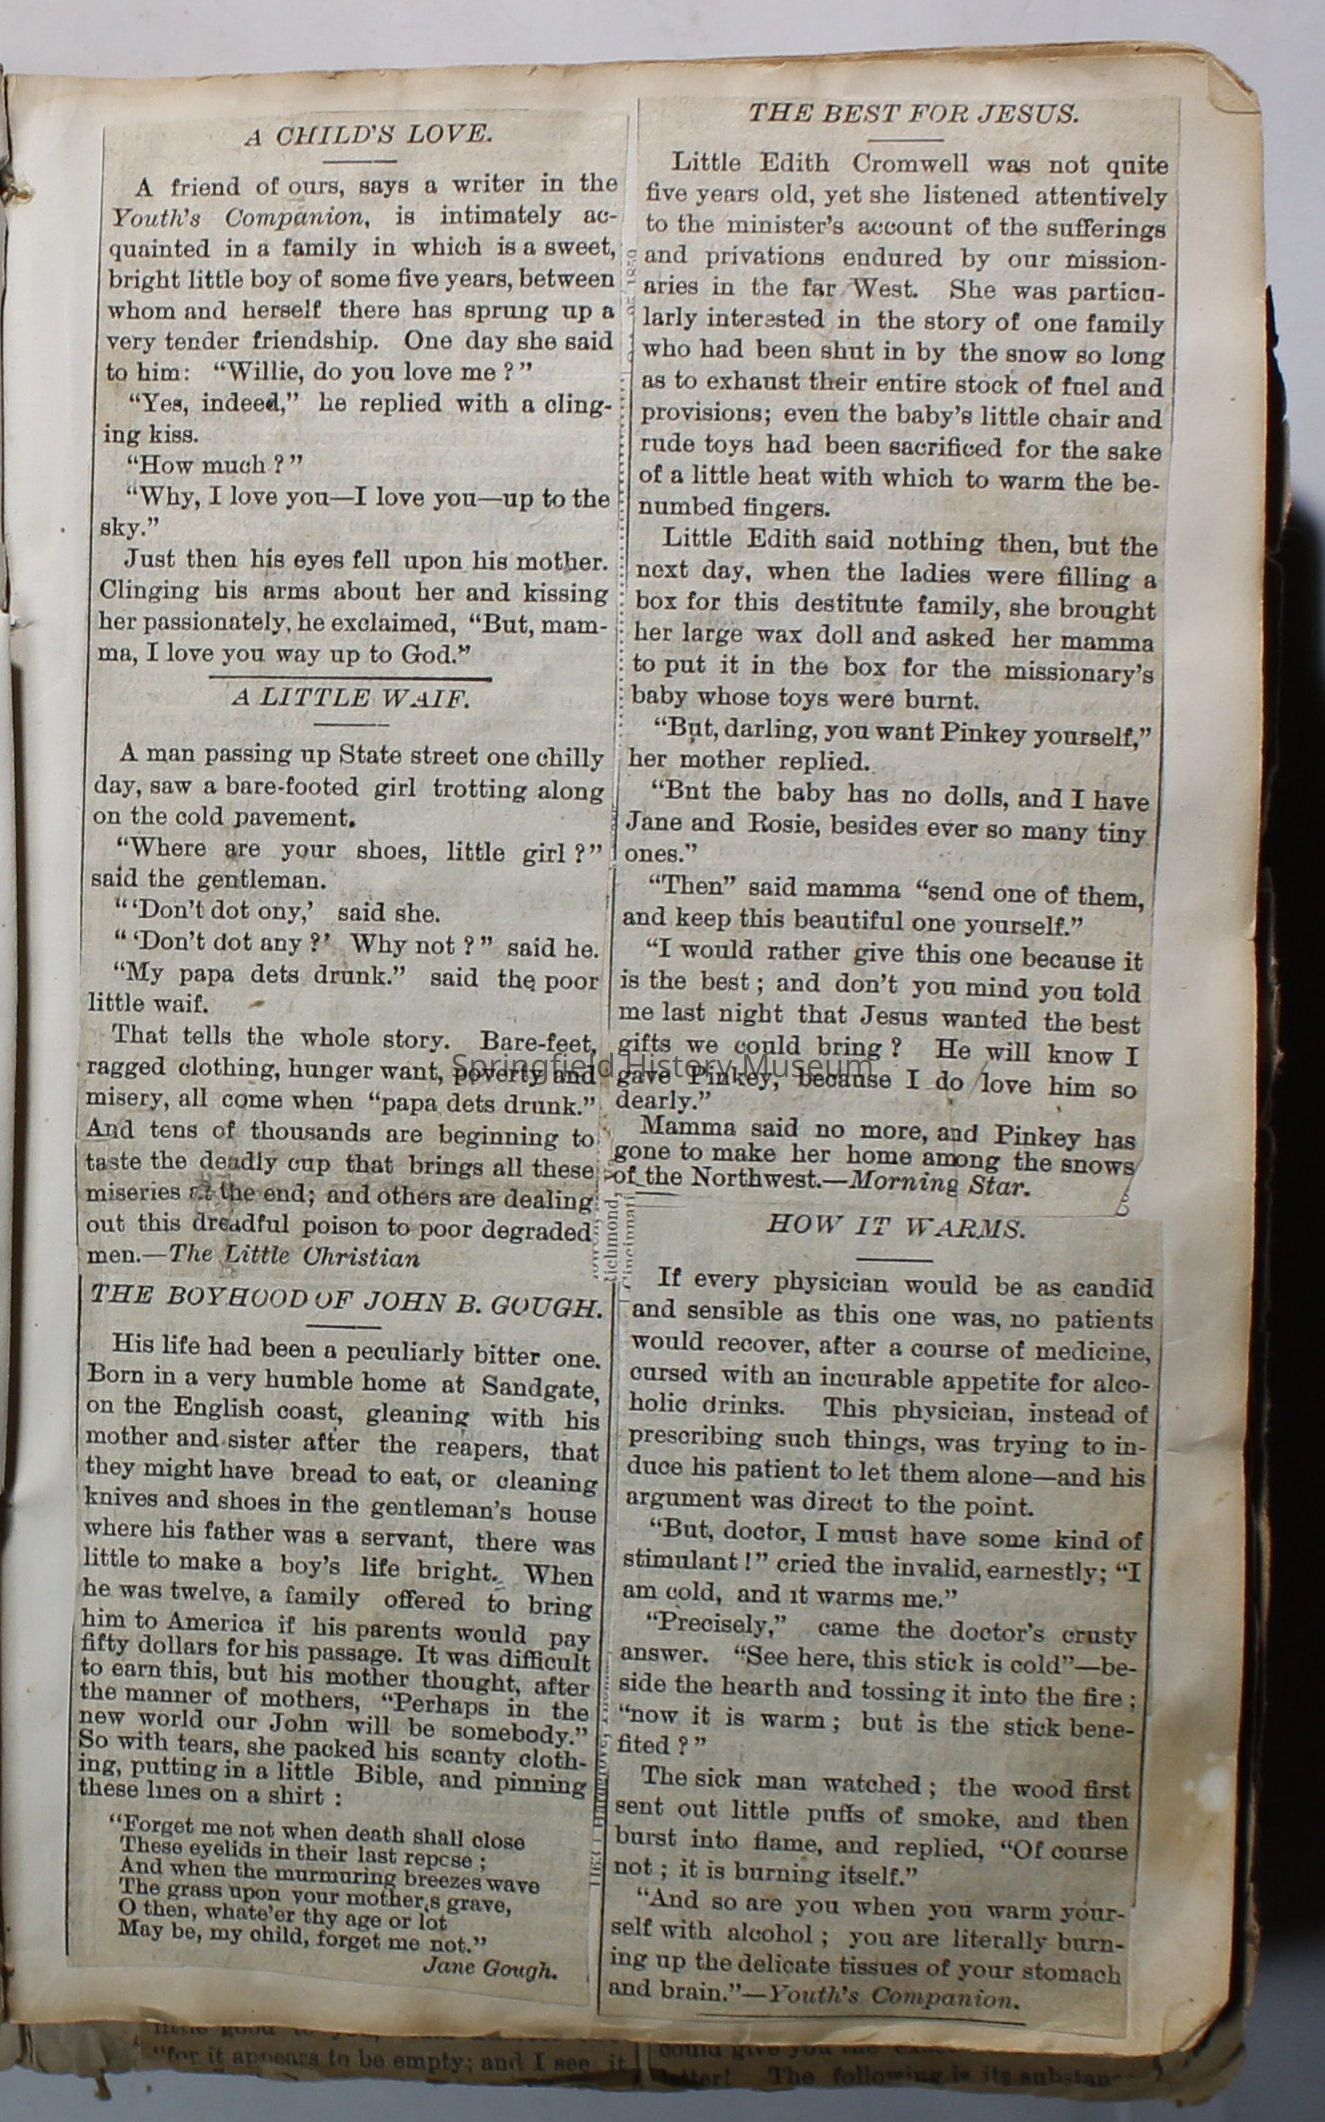 A CHILD'S LOVE.
A friend of ours, says a writer in the
Youth's Companion, is intimately ac-
quainted in a family in which is a sweet,
bright little boy of some five years, between
whom and herself there has sprung up a
very tender friendship. One day she said
to him: "Willie, do you love me ?"
"Yes, indeed," he replied with a cling-
ing kiss.
"How much ?"
"Why, I love you—I love you—up to the
sky."
Just then his eyes fell upon his mother.
Clinging his arms about her and kissing
her passionately, he exclaimed, "But, mam-
ma, I love you way up to God."
A LITTLE WAIF.
A man passing up State street one chilly
day, saw a bare-footed girl trotting along
on the cold pavement.
"Where are your shoes, little girl ?"
said the gentleman.
"'Don't dot ony,' said she.
"'Don't dot any ?' Why not ?" said he.
"My papa dets drunk." said the poor
little waif.
That tells the whole story. Bare-feet,
ragged clothing, hunger want, poverty and
misery, all come when "papa dets drunk."
And tens of thousands are beginning to
taste the deadly cup that brings all these
miseries at the end; and others are dealing
out this dreadful poison to poor degraded
men.—The Little Christian
THE BOYHOOD OF JOHN B. GOUGH.
His life had been a peculiarly bitter one.
Born in a very humble home at Sandgate,
on the English coast, gleaning with his
mother and sister after the reapers, that
they might have bread to eat, or cleaning
knives and shoes in the gentleman's house
where his father was a servant, there was
little to make a boy's life bright. When
he was twelve, a family offered to bring
him to America if his parents would pay
fifty dollars for his passage. It was difficult
to earn this, but his mother thought, after
the manner of mothers, "Perhaps in the
new world our John will be somebody."
So with tears, she packed his scanty cloth-
ing, putting in a little Bible, and pinning
these lines on a shirt :
"Forget me not when death shall close
These eyelids in their last repose ;
And when the murmuring breezes wave
The grass upon your mother,s grave,
O then, whate'er thy age or lot
May be, my child, forget me not."
Jane Gough.
THE BEST FOR JESUS.
Little Edith Cromwell was not quite
five years old, yet she listened attentively
to the minister's account of the sufferings
and privations endured by our mission-
aries in the far West. She was particu-
larly interested in the story of one family
who had been shut in by the snow so long
as to exhaust their entire stock of fuel and
provisions; even the baby's little chair and
rude toys had been sacrificed for the sake
of a little heat with which to warm the be-
numbed fingers.
Little Edith said nothing then, but the
next day, when the ladies were filling a
box for this destitute family, she brought
her large wax doll and asked her mamma
to put it in the box for the missionary's
baby whose toys were burnt.
"But, darling, you want Pinkey yourself,"
her mother replied.
"Bnt the baby has no dolls, and I have
Jane and Rosie, besides ever so many tiny
ones."
"Then" said mamma "send one of them,
and keep this beautiful one yourself."
"I would rather give this one because it
is the best ; and don't you mind you told
me last night that Jesus wanted the best
gifts we could bring ? He will know I
gave Pinkey, because I do love him so
dearly."
Mamma said no more, and Pinkey has
gone to make her home among the snows
of the Northwest.—Morning Star.
HOW IT WARMS.
If every physician would be as candid
and sensible as this one was, no patients
would recover, after a course of medicine,
cursed with an incurable appetite for alco-
holic drinks. This physician, instead of
prescribing such things, was trying to in-
duce his patient to let them alone—and his
argument was direct to the point.
"But, doctor, I must have some kind of
stimulant !" cried the invalid, earnestly; "I
am cold, and it warms me."
"Precisely," came the doctor's crusty
answer. "See here, this stick is cold"—be-
side the hearth and tossing it into the fire ;
"now it is warm ; but is the stick bene-
fited ?"
The sick man watched ; the wood first
sent out little puffs of smoke, and then
burst into flame, and replied, "Of course
not ; it is burning itself."
"And so are you when you warm your-
self with alcohol ; you are literally burn-
ing up the delicate tissues of your stomach
and brain."—Youth's Companion.
Springfield History Museum
"for it appears to be empty; and I see it
could give you the
The following is its substan-